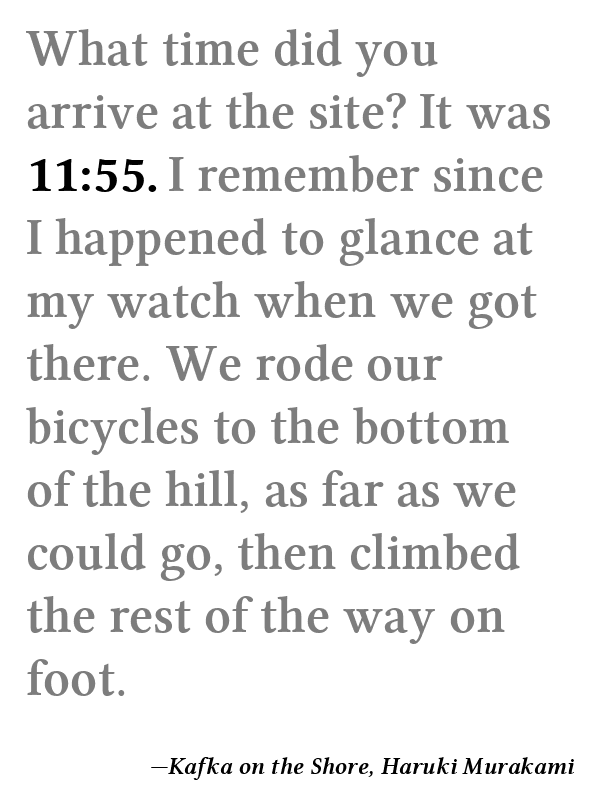 What time did you
arrive at the site? It was
11:55. I remember since
I happened to glance at
my watch when we got
there. We rode our
bicycles to the bottom
of the hill, as far as we
could go, then climbed
the rest of the way on
foot.
—Kafka on the Shore, Haruki Murakami